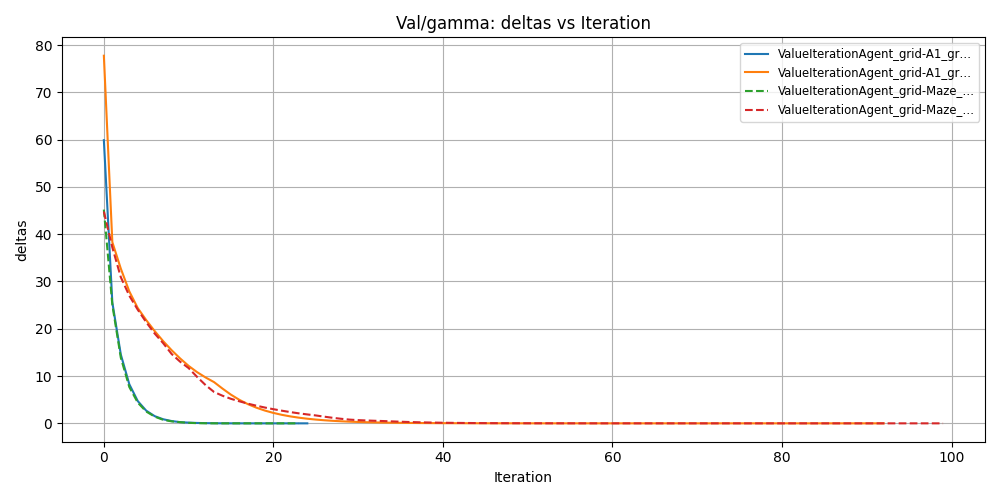 Val/gamma: deltas vs Iteration
80
70
60
50
40
30
20
10
0
deltas
0
20
40
60
80
100
Iteration
ValueIterationAgent_grid-A1_gr...
ValueIterationAgent_grid-A1_gr...
ValueIterationAgent_grid-Maze_...
ValueIterationAgent_grid-Maze_...